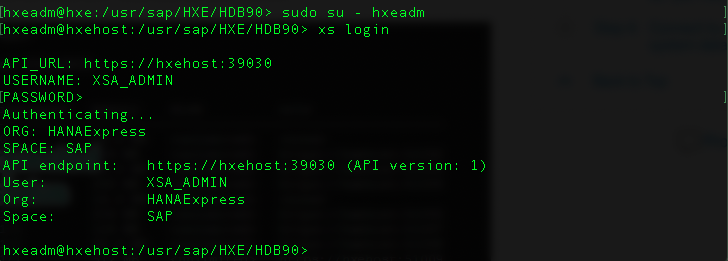 hxeadm@hxe:/usr/sap/HXE/HDB90> sudo su - hxeadm
hxeadm@hxehost:/usr/sap/HXE/HDB90> xs login
API_URL: https://hxehost:39030
USERNAME: XSA_ADMIN
PASSWORD>
Authenticating...
ORG: HANAExpress
SPACE: SAP
API endpoint:   https://hxehost:39030 (API version: 1)
User:           XSA_ADMIN
Org:            HANAExpress
Space:          SAP
hxeadm@hxehost:/usr/sap/HXE/HDB90>